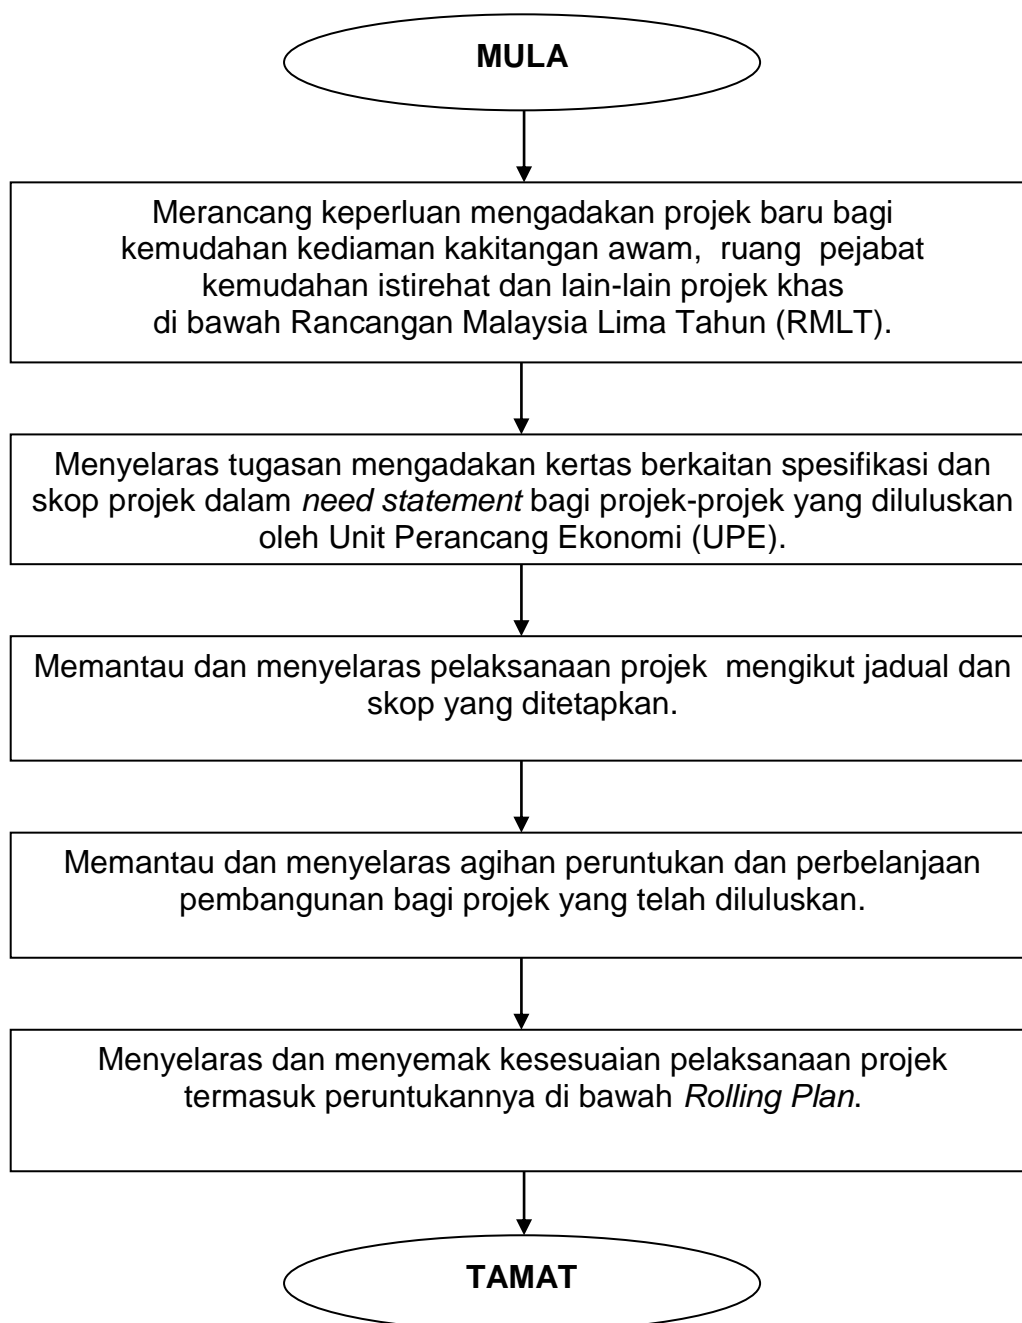 MULA
Merancang keperluan mengadakan projek baru bagi
kemudahan kediaman kakitangan awam, ruang pejabat
kemudahan istirehat dan lain-lain projek khas
di bawah Rancangan Malaysia Lima Tahun (RMLT).
Menyelaras tugasan mengadakan kertas berkaitan spesifikasi dan
skop projek dalam need statement bagi projek-projek yang diluluskan
oleh Unit Perancang Ekonomi (UPE).
Memantau dan menyelaras pelaksanaan projek mengikut jadual dan
skop yang ditetapkan.
Memantau dan menyelaras agihan peruntukan dan perbelanjaan
pembangunan bagi projek yang telah diluluskan.
Menyelaras dan menyemak kesesuaian pelaksanaan projek
termasuk peruntukannya di bawah Rolling Plan.
TAMAT